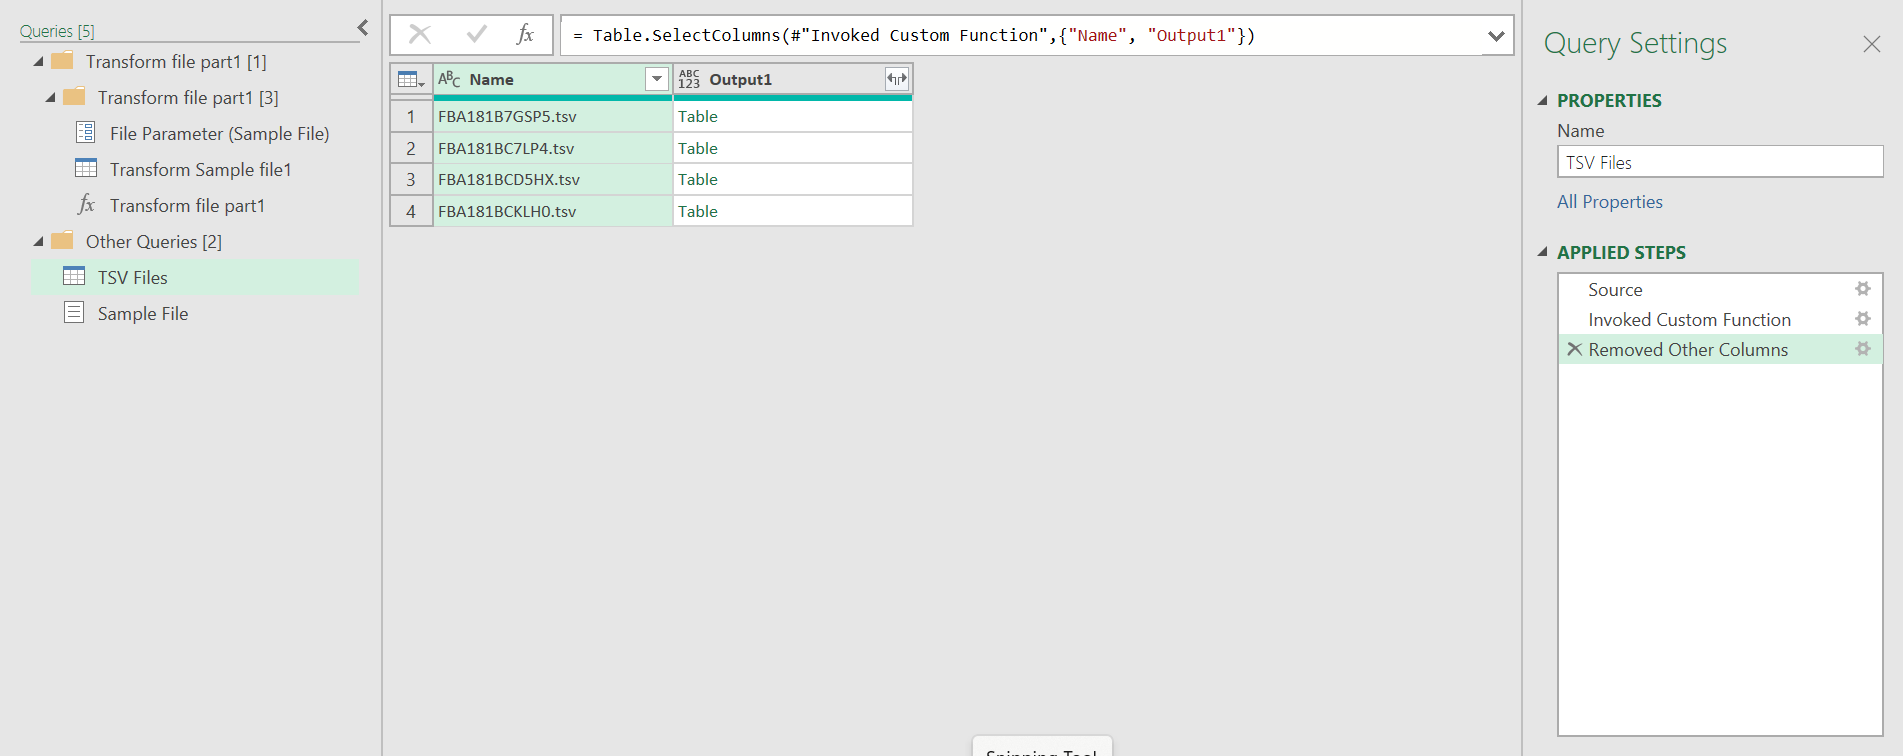 Queries [5]
Transform file part1 [1]
Transform file part1 [3]
File Parameter (Sample File)
Transform Sample file1
fx Transform file part1
Other Queries [2]
TSV Files
Sample File
fx
= Table.SelectColumns(#"Invoked Custom Function",{"Name", "Output1"})
ABC Name ABC 123 Output1
1 FBA181B7GSP5.tsv Table
2 FBA181BC7LP4.tsv Table
3 FBA181BCD5HX.tsv Table
4 FBA181BCKLH0.tsv Table
Query Settings
PROPERTIES
Name
TSV Files
All Properties
APPLIED STEPS
Source
Invoked Custom Function
Removed Other Columns